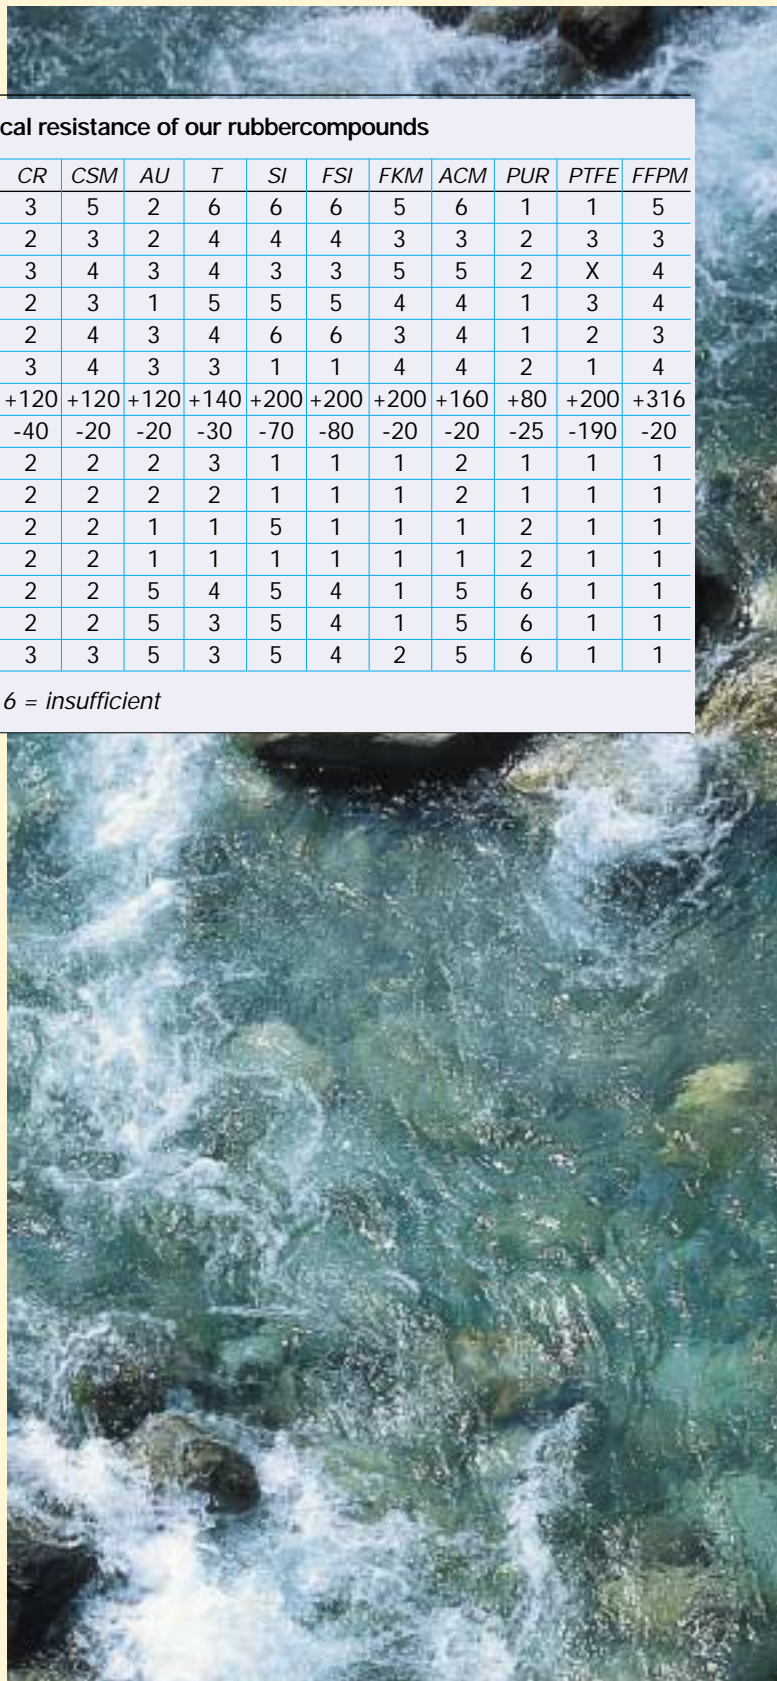 cal resistance of our rubbercompounds
CR CSM AU T SI FSI FKM ACM PUR PTFE FFPM
3 5 2 6 6 6 5 6 1 1 5
2 3 2 4 4 4 3 3 2 3 3
3 4 3 4 3 3 5 5 2 X 4
2 3 1 5 5 5 4 4 1 3 4
2 4 3 4 6 6 3 4 1 2 3
3 4 3 3 1 1 4 4 2 1 4
+120 +120 +120 +140 +200 +200 +200 +160 +80 +200 +316
-40 -20 -20 -30 -70 -80 -20 -20 -25 -190 -20
2 2 2 3 1 1 1 2 1 1 1
2 2 2 2 1 1 1 2 1 1 1
2 2 1 1 5 1 1 1 2 1 1
2 2 1 1 1 1 1 1 2 1 1
2 2 5 4 5 4 1 5 6 1 1
2 2 5 3 5 4 1 5 6 1 1
3 3 5 3 5 4 2 5 6 1 1
6 = insufficient